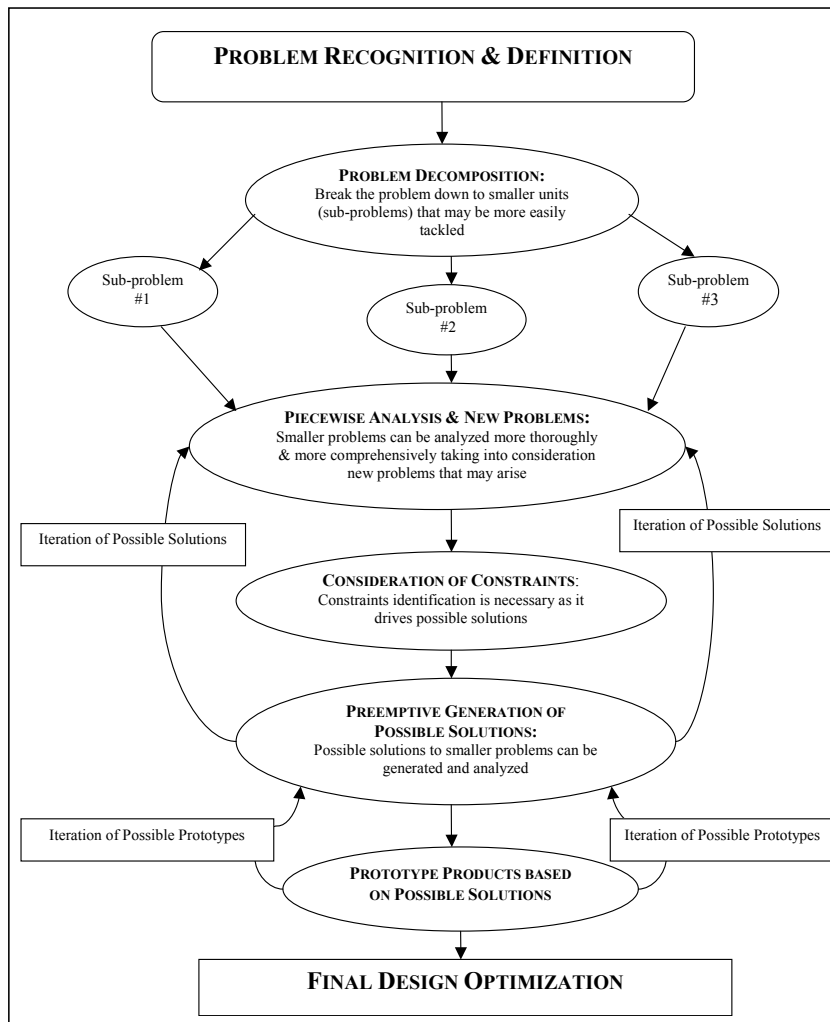 PROBLEM RECOGNITION & DEFINITION
PROBLEM DECOMPOSITION:
Break the problem down to smaller units
(sub-problems) that may be more easily
tackled
Sub-problem
#1
Sub-problem
#2
Sub-problem
#3
PIECEWISE ANALYSIS & NEW PROBLEMS:
Smaller problems can be analyzed more thoroughly
& more comprehensively taking into consideration
new problems that may arise
Iteration of Possible Solutions
Iteration of Possible Solutions
CONSIDERATION OF CONSTRAINTS:
Constraints identification is necessary as it
drives possible solutions
PREEMPTIVE GENERATION OF
POSSIBLE SOLUTIONS:
Possible solutions to smaller problems can be
generated and analyzed
Iteration of Possible Prototypes
Iteration of Possible Prototypes
PROTOTYPE PRODUCTS BASED
ON POSSIBLE SOLUTIONS
FINAL DESIGN OPTIMIZATION